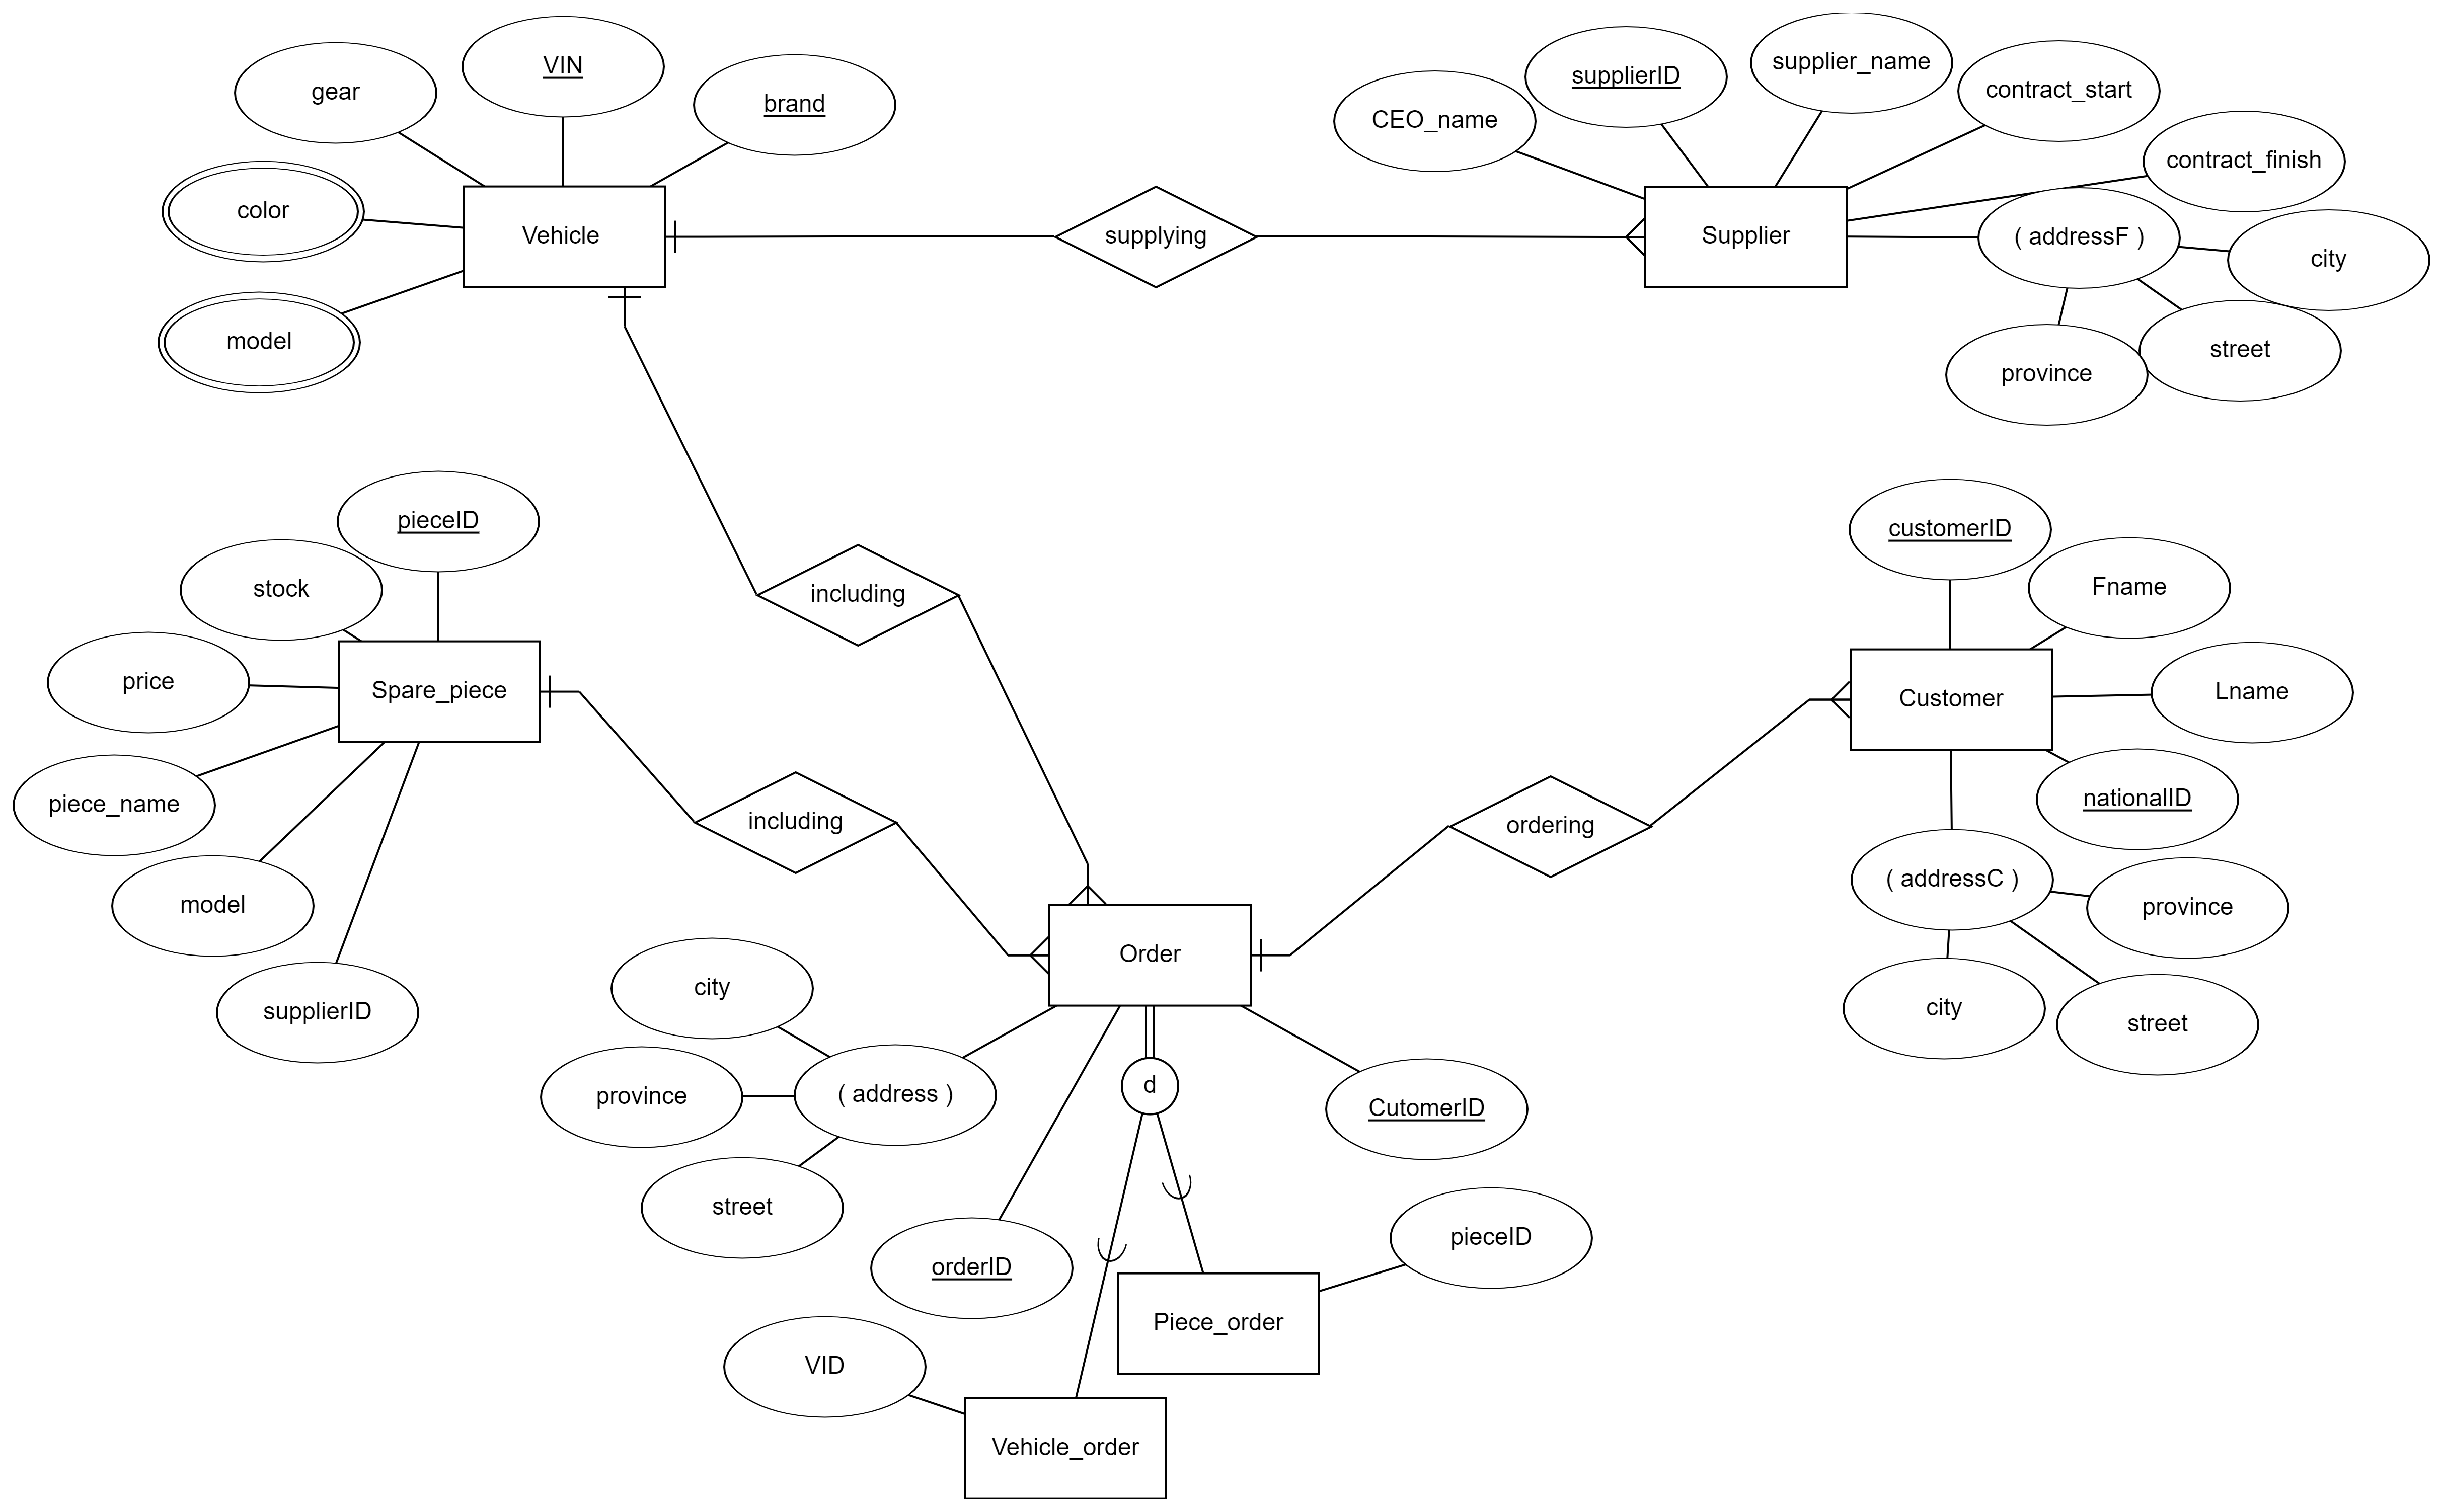 VIN
supplier_name
supplierID
gear
contract_start
brand
CEO_name
contract_finish
color
Vehicle
supplying
Supplier
( addressF )
city
model
street
province
pieceID
customerID
stock
Fname
including
price
Spare_piece
Customer
Lname
piece_name
nationalID
including
ordering
( addressC )
model
province
Order
city
supplierID
city
street
d
( address )
province
CutomerID
street
pieceID
orderID
Piece_order
VID
Vehicle_order